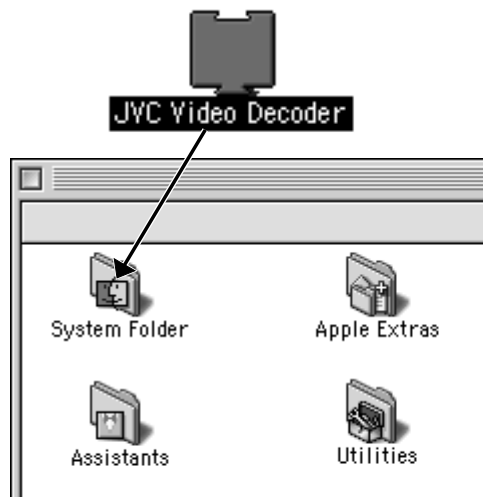 JVC Video Decoder
System Folder
Apple Extras
Assistants
Utilities